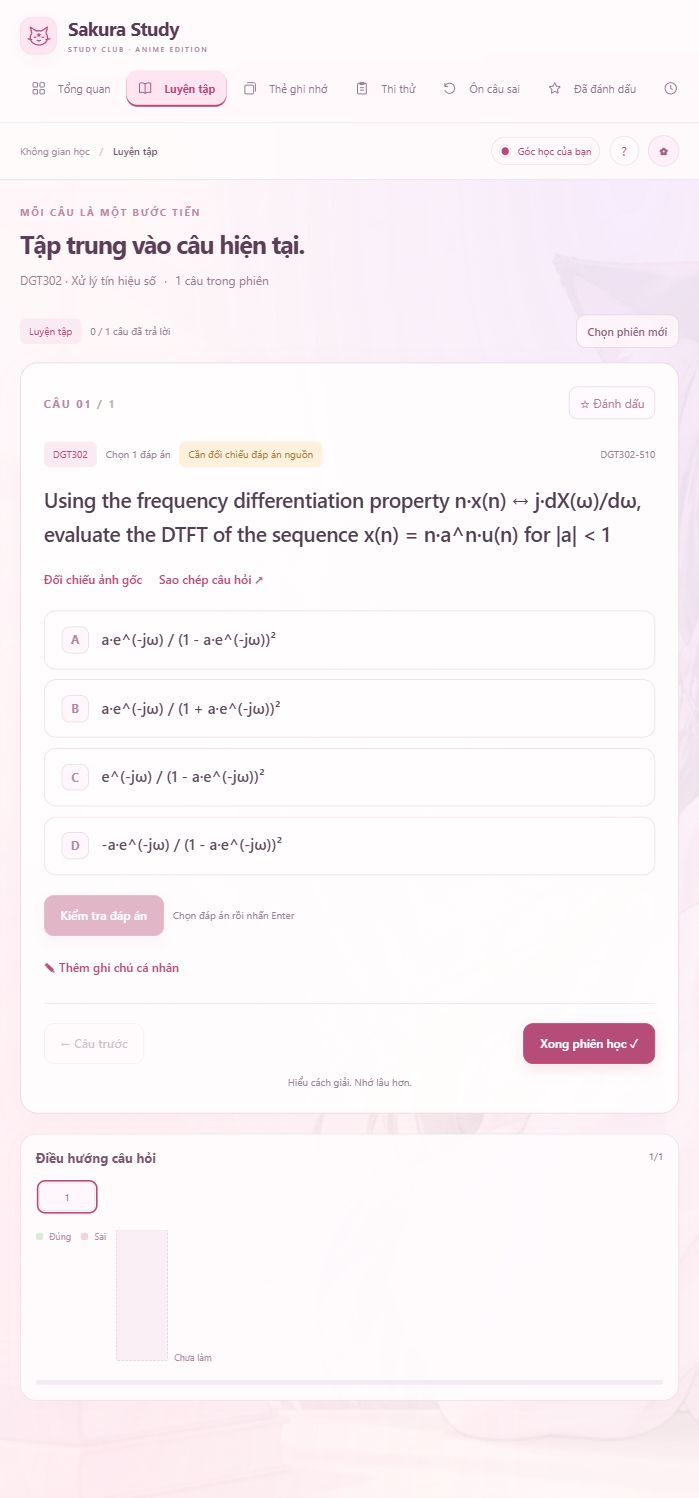 Sakura Study
STUDY CLUB · ANIME EDITION
Tổng quan
Luyện tập
Thẻ ghi nhớ
Thi thử
Ôn câu sai
Đã đánh dấu
Không gian học / Luyện tập
Góc học của bạn
?
MỖI CÂU LÀ MỘT BƯỚC TIẾN
Tập trung vào câu hiện tại.
DGT302 · Xử lý tín hiệu số · 1 câu trong phiên
Luyện tập
0 / 1 câu đã trả lời
Chọn phiên mới
CÂU 01 / 1
☆ Đánh dấu
DGT302
Chọn 1 đáp án
Cần đối chiếu đáp án nguồn
DGT302-510
Using the frequency differentiation property n·x(n) ↔ j·dX(ω)/dω,
evaluate the DTFT of the sequence x(n) = n·a^n·u(n) for |a| < 1
Đối chiếu ảnh gốc
Sao chép câu hỏi ↗
A a·e^(-jω) / (1 - a·e^(-jω))²
B a·e^(-jω) / (1 + a·e^(-jω))²
C e^(-jω) / (1 - a·e^(-jω))²
D -a·e^(-jω) / (1 - a·e^(-jω))²
Kiểm tra đáp án
Chọn đáp án rồi nhấn Enter
✎ Thêm ghi chú cá nhân
← Câu trước
Xong phiên học ✓
Hiểu cách giải. Nhớ lâu hơn.
Điều hướng câu hỏi
1/1
1
Đúng
Sai
Chưa làm